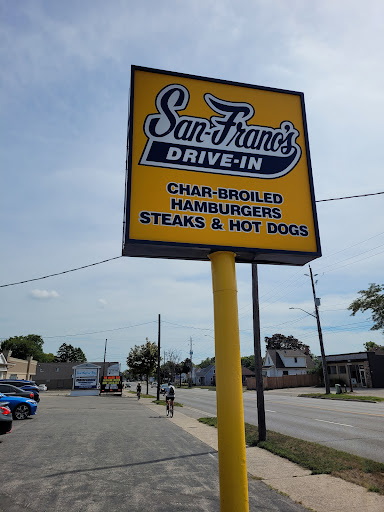 San-Franc's
DRIVE-IN
CHAR-BROILED
HAMBURGERS
STEAKS & HOT DOGS